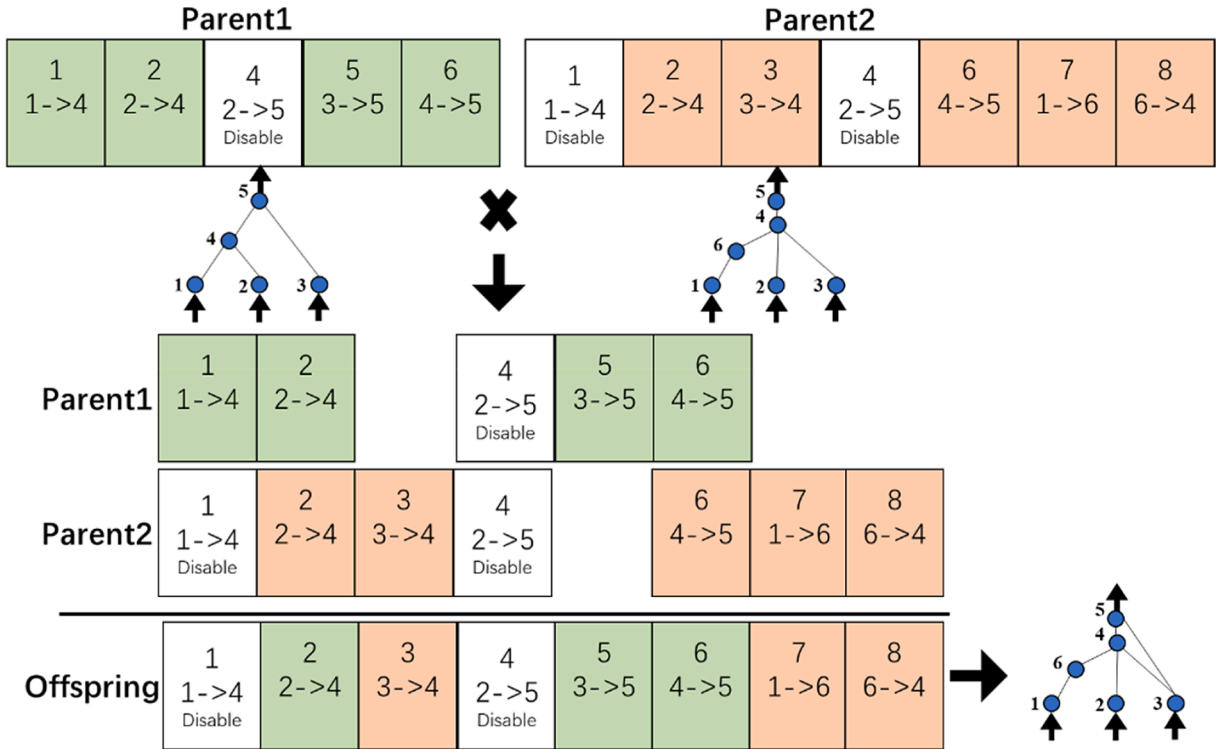 Parent1 Parent2
1 2 4 5 6 1 2 3 4 6 7 8
1->4 2->4 2->5 3->5 4->5 1->4 2->4 3->4 2->5 4->5 1->6 6->4
Disable Disable Disable
5 5
4 4
6
1 2 3 1 2 3
1 2 4 5 6
Parent1 1->4 2->4 2->5 3->5 4->5
Disable
1 2 3 4 6 7 8
Parent2 1->4 2->4 3->4 2->5 4->5 1->6 6->4
Disable Disable
1 2 3 4 5 6 7 8
Offspring 1->4 2->4 3->4 2->5 3->5 4->5 1->6 6->4
Disable Disable
5
4
6
1 2 3